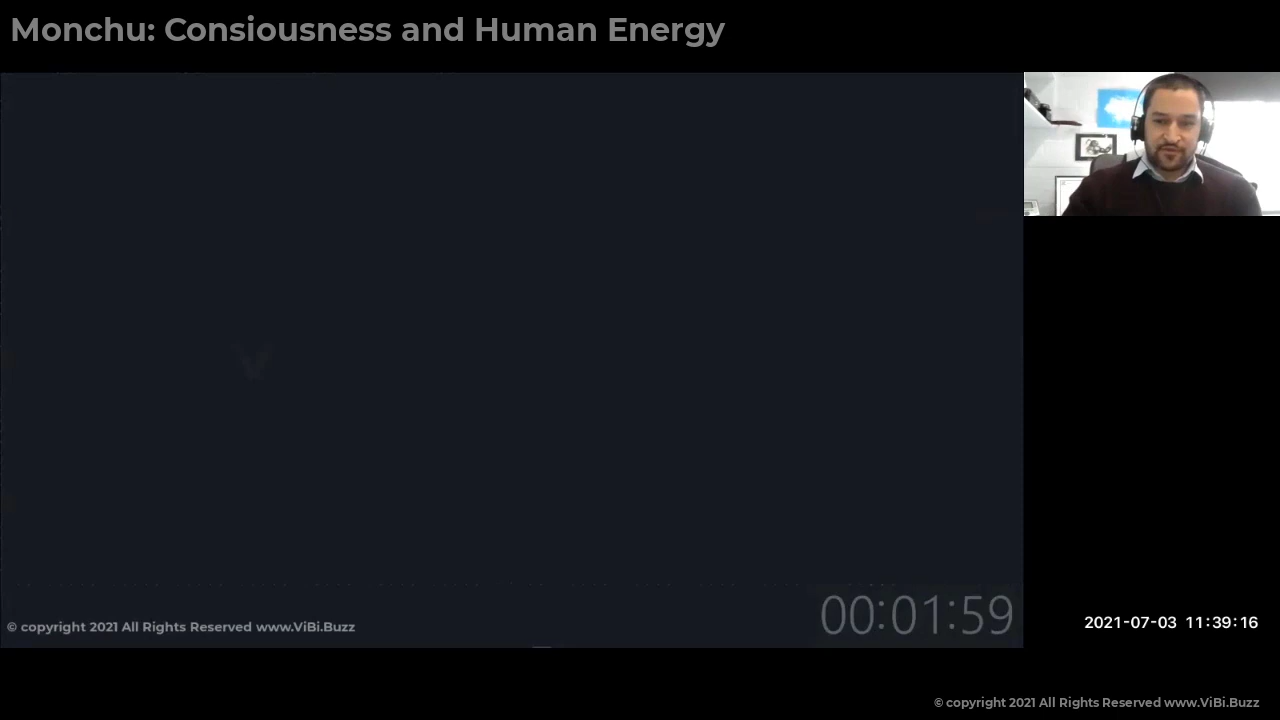 Monchu: Consiousness and Human Energy
© copyright 2021 All Rights Reserved www.ViBi.Buzz
00:01:59
2021-07-03 11:39:16
© copyright 2021 All Rights Reserved www.ViBi.Buzz